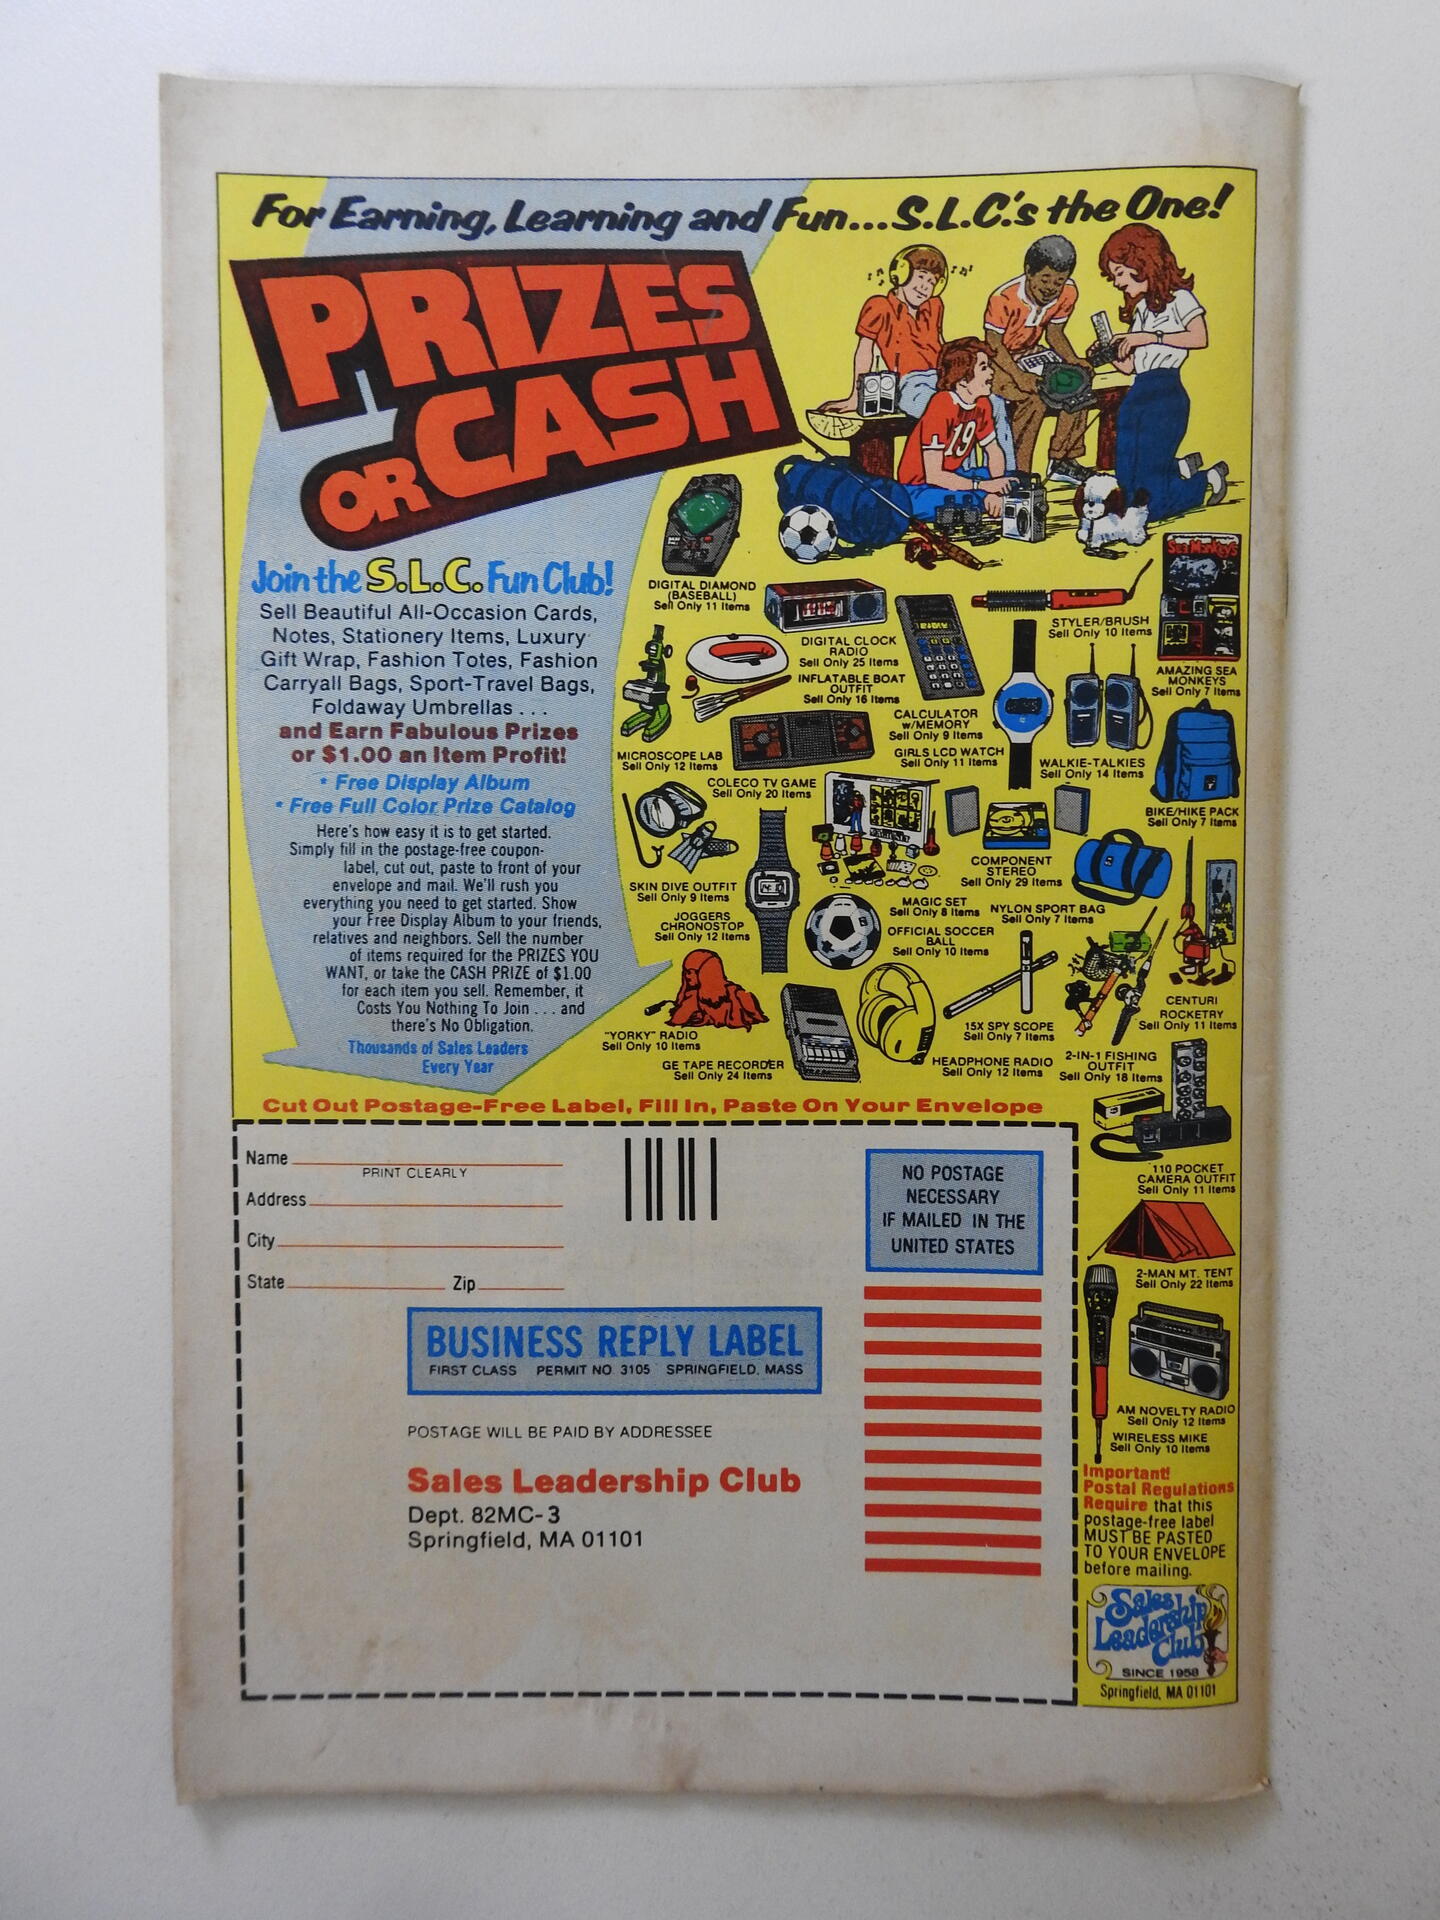 For Earning, Learning and Fun...S.L.C.'s the One!
PRIZES
OR CASH
Join the S.L.C. Fun Club!
Sell Beautiful All-Occasion Cards,
Notes, Stationery Items, Luxury
Gift Wrap, Fashion Totes, Fashion
Carryall Bags, Sport-Travel Bags,
Foldaway Umbrellas . . .
and Earn Fabulous Prizes
or $1.00 an Item Profit!
* Free Display Album
* Free Full Color Prize Catalog
Here's how easy it is to get started.
Simply fill in the postage-free coupon-
label, cut out, paste to front of your
envelope and mail. We'll rush you
everything you need to get started. Show
your Free Display Album to your friends,
relatives and neighbors. Sell the number
of items required for the PRIZES YOU
WANT, or take the CASH PRIZE of $1.00
for each item you sell. Remember, it
Costs You Nothing To Join . . . and
there's No Obligation.
Thousands of Sales Leaders
Every Year
19
DIGITAL DIAMOND
(BASEBALL)
Sell Only 11 Items
DIGITAL CLOCK
RADIO
Sell Only 25 Items
STYLER/BRUSH
Sell Only 10 Items
Sea Monkeys
AMAZING SEA
MONKEYS
Sell Only 7 Items
INFLATABLE BOAT
OUTFIT
Sell Only 16 Items
CALCULATOR
w/MEMORY
Sell Only 9 Items
MICROSCOPE LAB
Sell Only 12 Items
GIRLS LCD WATCH
Sell Only 11 Items
WALKIE-TALKIES
Sell Only 14 Items
COLECO TV GAME
Sell Only 20 Items
BIKE/HIKE PACK
Sell Only 7 Items
SKIN DIVE OUTFIT
Sell Only 9 Items
COMPONENT
STEREO
Sell Only 29 Items
MAGIC SET
Sell Only 8 Items
NYLON SPORT BAG
Sell Only 7 Items
JOGGERS
CHRONOSTOP
Sell Only 12 Items
OFFICIAL SOCCER
BALL
Sell Only 10 Items
CENTURI
ROCKETRY
Sell Only 11 Items
"YORKY" RADIO
Sell Only 10 Items
15X SPY SCOPE
Sell Only 7 Items
GE TAPE RECORDER
Sell Only 24 Items
HEADPHONE RADIO
Sell Only 12 Items
2-IN-1 FISHING
OUTFIT
Sell Only 18 Items
110 POCKET
CAMERA OUTFIT
Sell Only 11 Items
2-MAN MT. TENT
Sell Only 22 Items
AM NOVELTY RADIO
Sell Only 12 Items
WIRELESS MIKE
Sell Only 10 Items
Important!
Postal Regulations
Require that this
postage-free label
MUST BE PASTED
TO YOUR ENVELOPE
before mailing.
Sales
Leadership
Club
SINCE 1958
Springfield, MA 01101
Cut Out Postage-Free Label, Fill In, Paste On Your Envelope
Name
PRINT CLEARLY
Address
City
State Zip
NO POSTAGE
NECESSARY
IF MAILED IN THE
UNITED STATES
BUSINESS REPLY LABEL
FIRST CLASS PERMIT NO. 3105 SPRINGFIELD, MASS
POSTAGE WILL BE PAID BY ADDRESSEE
Sales Leadership Club
Dept. 82MC-3
Springfield, MA 01101